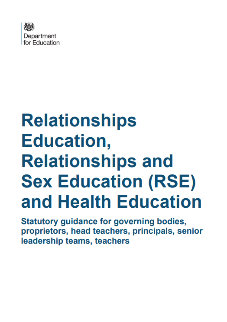 Department
for Education
Relationships
Education,
Relationships and
Sex Education (RSE)
and Health Education
Statutory guidance for governing bodies,
proprietors, head teachers, principals, senior
leadership teams, teachers